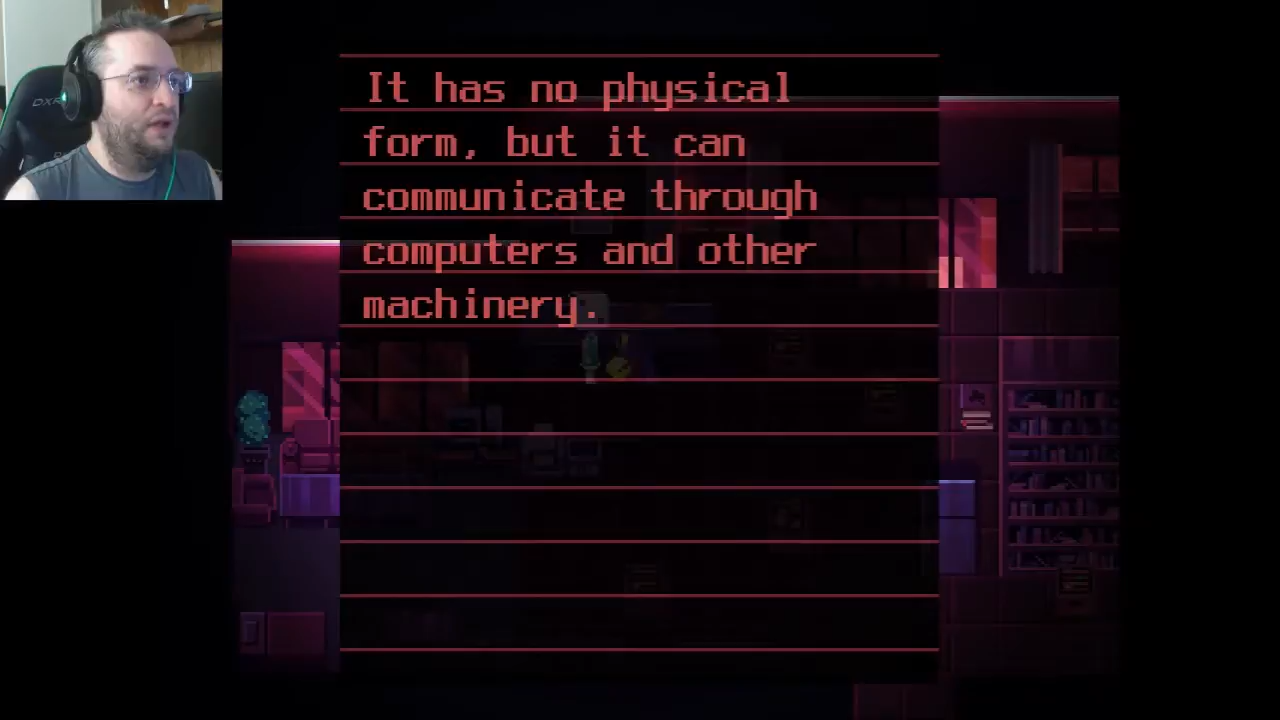 It has no physical
form, but it can
communicate through
computers and other
machinery.